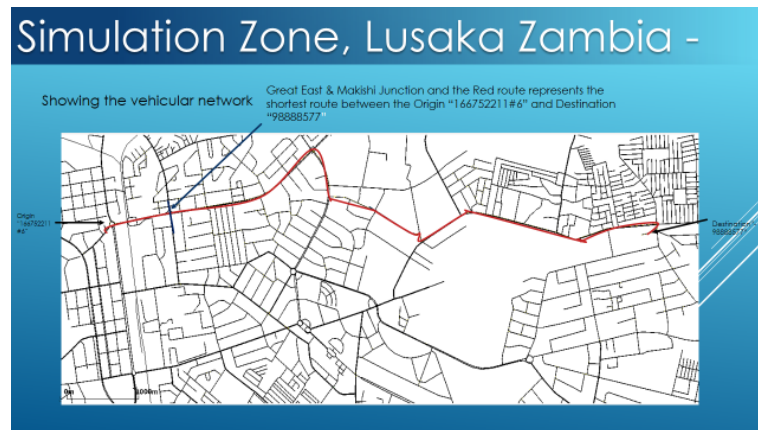 Simulation Zone, Lusaka Zambia -
Showing the vehicular network
Great East & Makishi Junction and the Red route represents the
shortest route between the Origin “166752211#6” and Destination
“98888577”
Origin
“166752211
#6”
Destination –
98888577”
0m
1000m